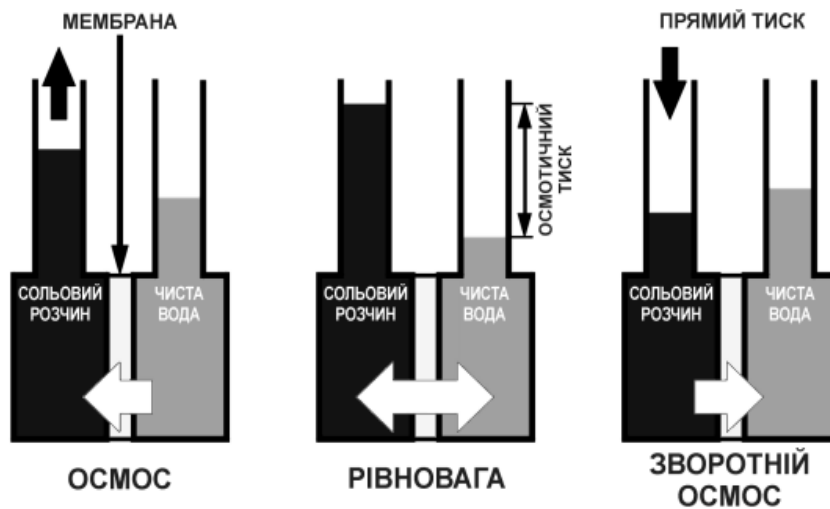 МЕМБРАНА
ПРЯМИЙ ТИСК
ОСМОТИЧНИЙ
ТИСК
СОЛЬОВИЙ
РОЗЧИН
ЧИСТА
ВОДА
СОЛЬОВИЙ
РОЗЧИН
ЧИСТА
ВОДА
СОЛЬОВИЙ
РОЗЧИН
ЧИСТА
ВОДА
ОСМОС
РІВНОВАГА
ЗВОРОТНІЙ
ОСМОС